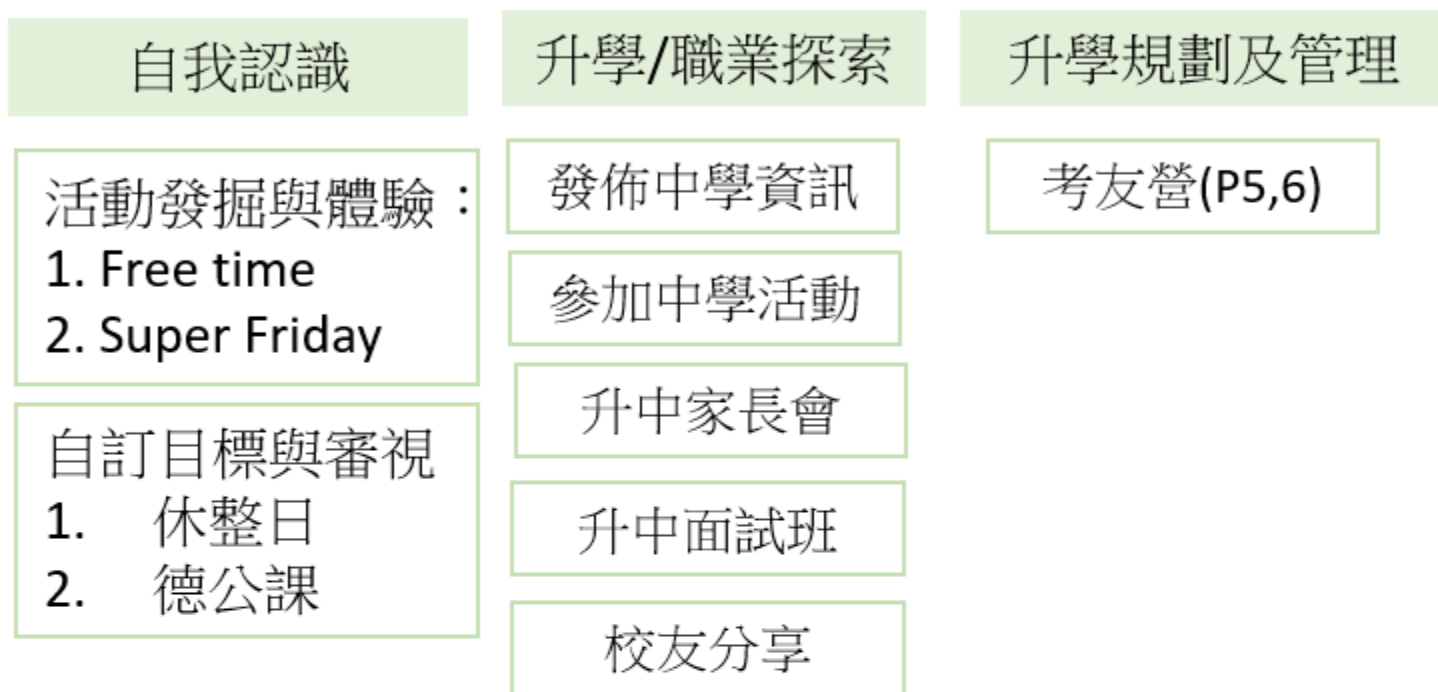 自我認識
活動發掘與體驗：
1. Free time
2. Super Friday
自訂目標與審視
1. 休整日
2. 德公課
升學/職業探索
發佈中學資訊
參加中學活動
升中家長會
升中面試班
校友分享
升學規劃及管理
考友營(P5,6)